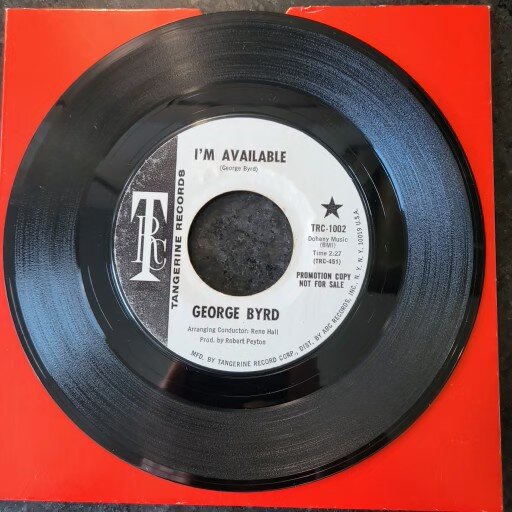 I'M AVAILABLE
(George Byrd)
TRC
TANGERINE RECORDS
TRC-1002
Dohany Music
(BMI)
Time 2:27
(TRC-451)
PROMOTION COPY
NOT FOR SALE
GEORGE BYRD
Arranging Conductor: Rene Hall
Prod. by Robert Peyton
MFD. BY TANGERINE RECORD CORP., DIST. BY ABC RECORDS, INC., N. Y., N. Y. 10019 U.S.A.